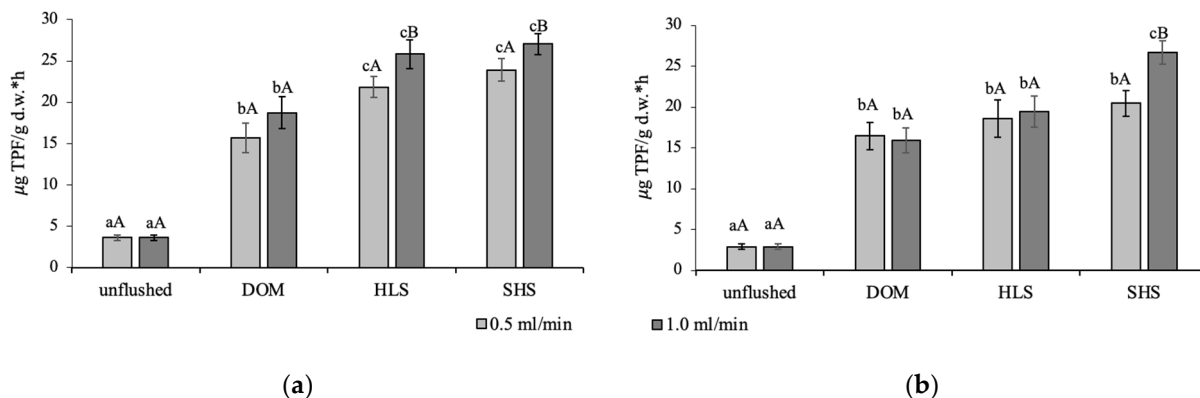 30
25
20
15
10
5
0
µg TPF/g d.w.*h
aA aA bA bA cA cB cA cB
unflushed DOM HLS SHS
30
25
20
15
10
5
0
µg TPF/g d.w.*h
aA aA bA bA bA bA bA cB
unflushed DOM HLS SHS
0.5 ml/min 1.0 ml/min
(a) (b)